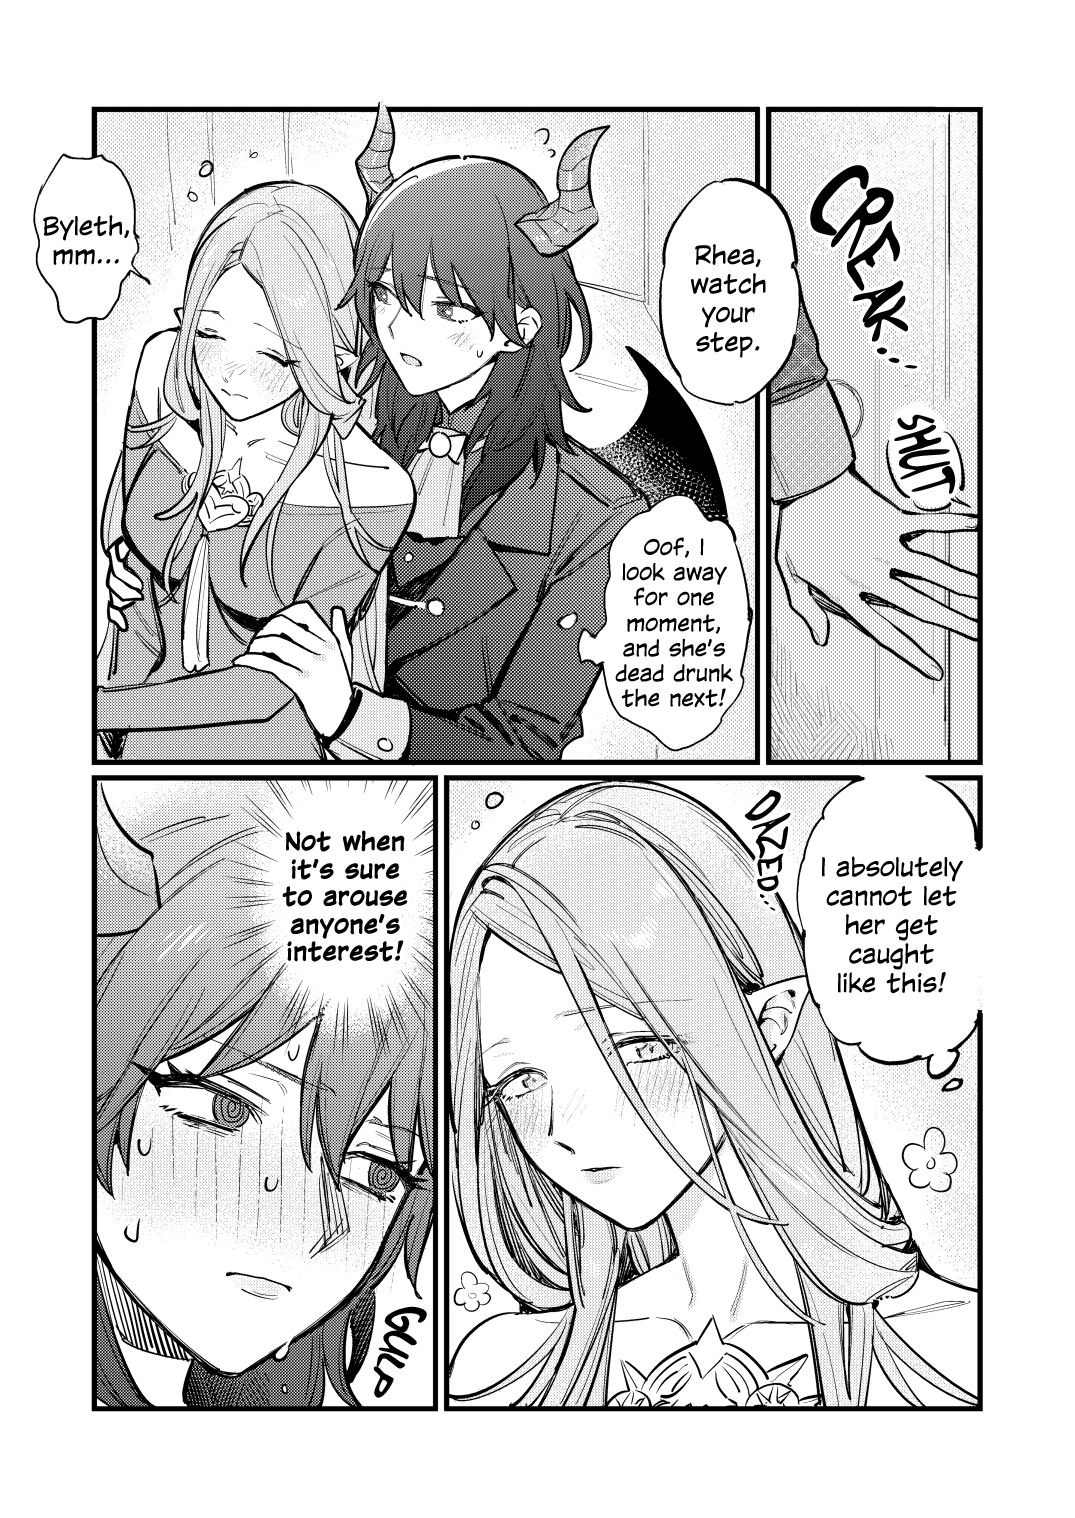 CREAK...
SHUT
Rhea,
watch
your
step.
Byleth,
mm...
Oof, I
look away
for one
moment,
and she's
dead drunk
the next!
DAZED...
I absolutely
cannot let
her get
caught
like this!
Not when
it's sure
to arouse
anyone's
interest!
GULP